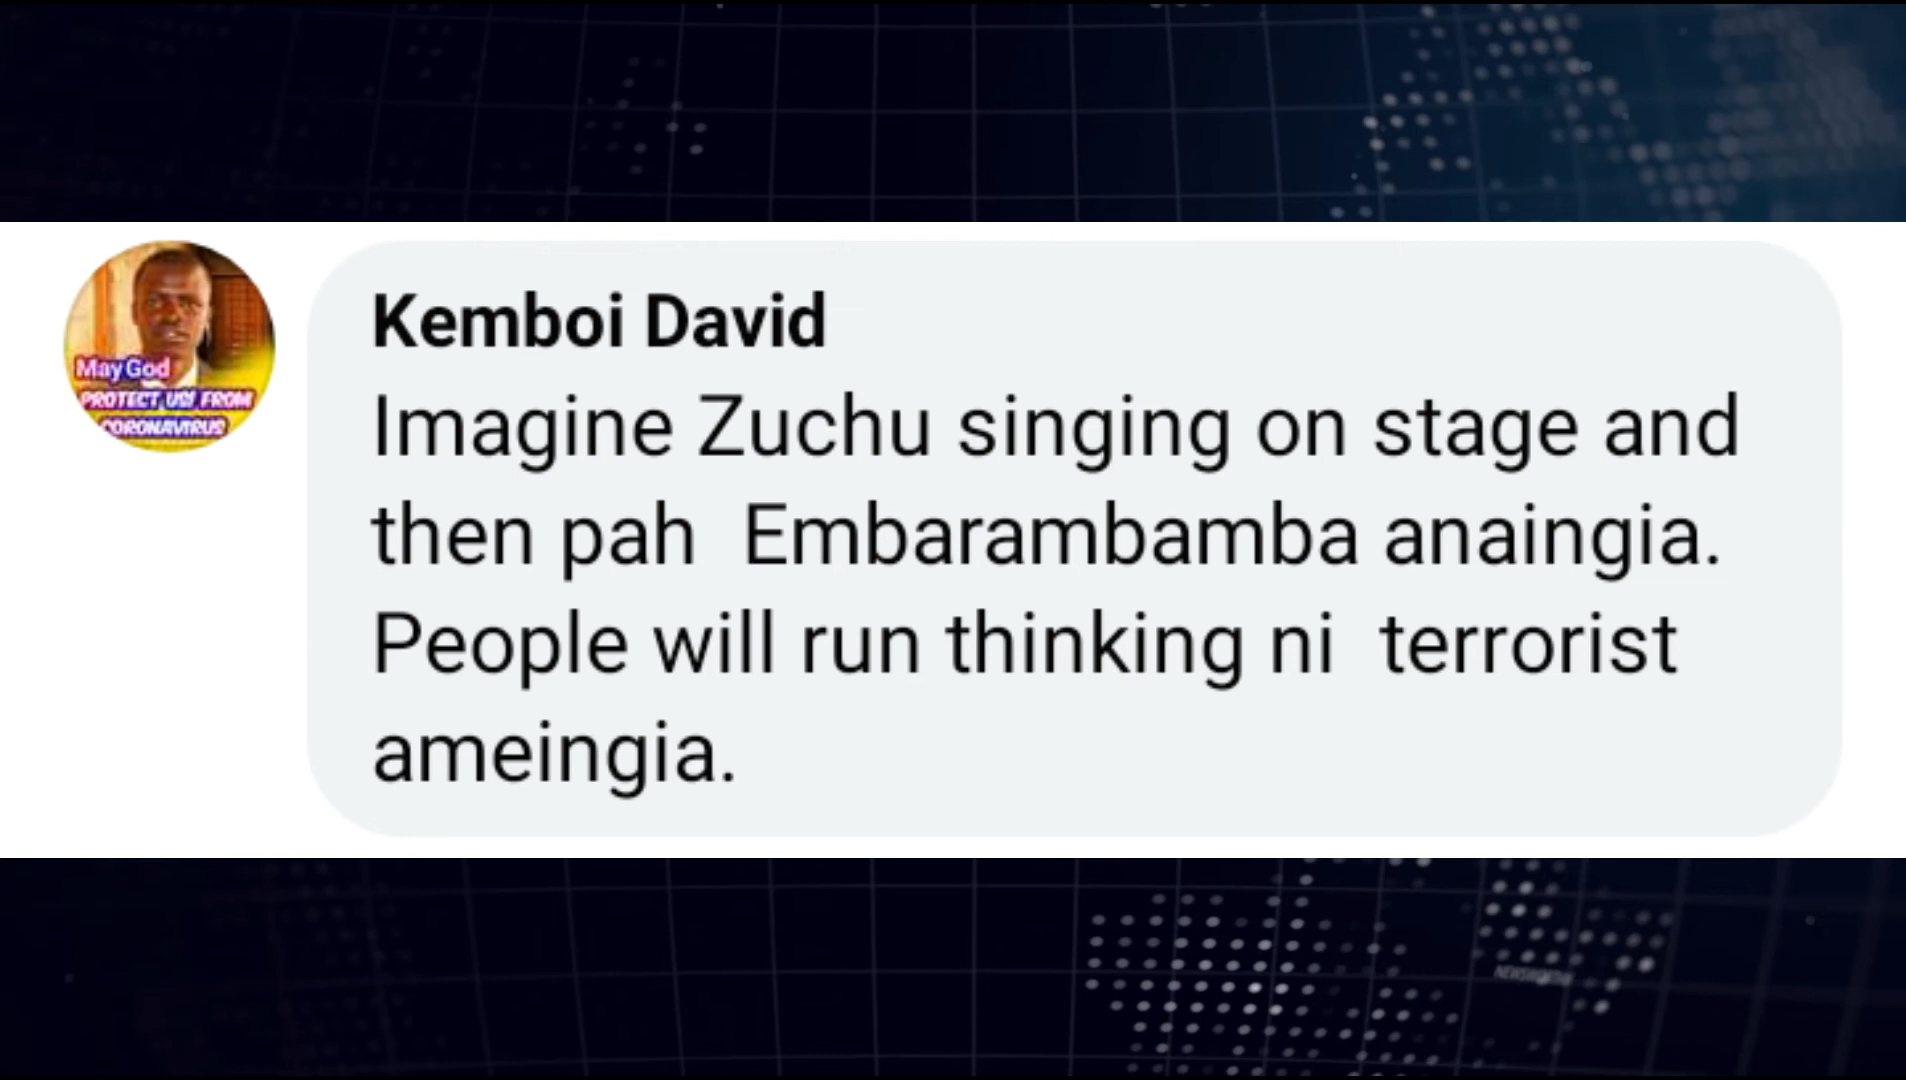 May God
PROTECT US! FROM
CORONAVIRUS
Kemboi David
Imagine Zuchu singing on stage and
then pah  Embarambamba anaingia.
People will run thinking ni  terrorist
ameingia.